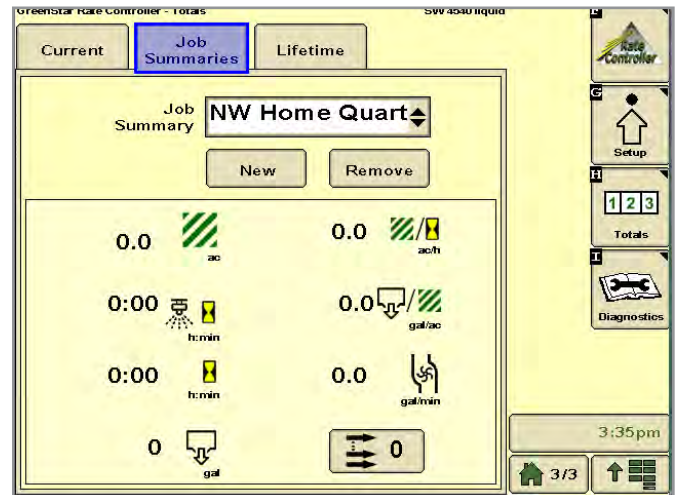 GreenStar Rate Controller - Totals
SW 4540 liquid
Current
Job
Summaries
Lifetime
Job
Summary
NW Home Quart
New
Remove
0.0
ac
0.0
/
ac/h
0:00
h:min
0.0
/
gal/ac
0:00
h:min
0.0
gal/min
0
gal
0
F
Rate
Controller
G
Setup
H
1 2 3
Totals
I
Diagnostics
3:35pm
3/3